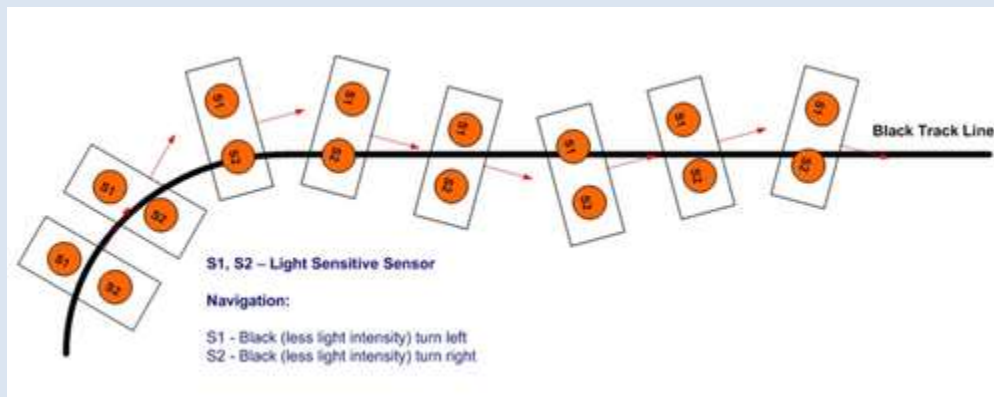 S1
S2
S1
S2
S1
S2
S1
S2
S1
S2
S1
S2
S1
S2
S1
S2
Black Track Line
S1, S2 – Light Sensitive Sensor
Navigation:
S1 - Black (less light intensity) turn left
S2 - Black (less light intensity) turn right